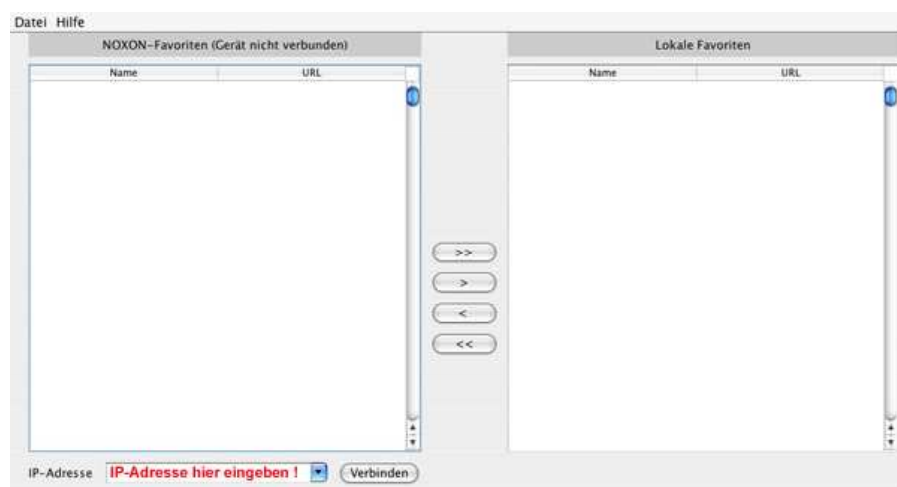 Datei Hilfe
NOXON-Favoriten (Gerät nicht verbunden)
Lokale Favoriten
Name URL
Name URL
>>
>
<
<<
IP-Adresse IP-Adresse hier eingeben ! Verbinden